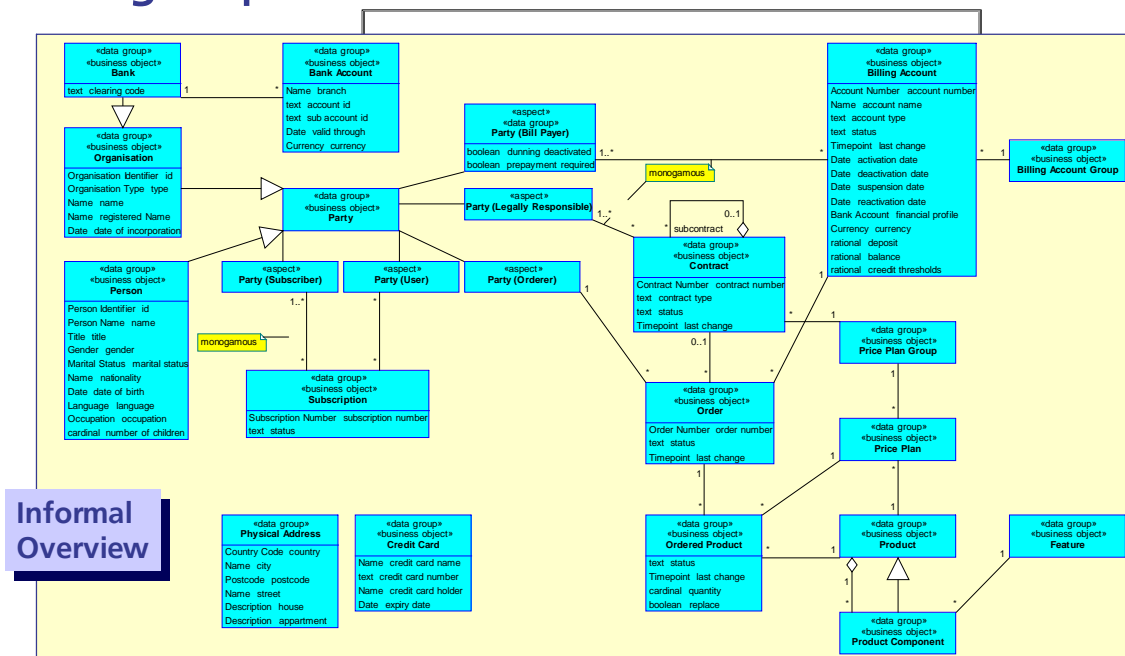 «data group»
«business object»
Bank
text clearing code
1
*
«data group»
«business object»
Bank Account
Name branch
text account id
text sub account id
Date valid through
Currency currency
«data group»
«business object»
Organisation
Organisation Identifier id
Organisation Type type
Name name
Name registered Name
Date date of incorporation
«aspect»
«data group»
Party (Bill Payer)
boolean dunning deactivated
boolean prepayment required
1..*
*
monogamous
«data group»
«business object»
Billing Account
Account Number account number
Name account name
text account type
text status
Timepoint last change
Date activation date
Date deactivation date
Date suspension date
Date reactivation date
Bank Account financial profile
Currency currency
rational deposit
rational balance
rational creedit thresholds
*
1
«data group»
«business object»
Billing Account Group
«data group»
«business object»
Party
«aspect»
Party (Legally Responsible)
1..*
*
*
subcontract
0..1
«data group»
«business object»
Contract
Contract Number contract number
text contract type
text status
Timepoint last change
0..1
*
*
1
1
«data group»
«business object»
Person
Person Identifier id
Person Name name
Title title
Gender gender
Marital Status marital status
Name nationality
Date date of birth
Language language
Occupation occupation
cardinal number of children
«aspect»
Party (Subscriber)
1..*
*
«aspect»
Party (User)
*
*
«aspect»
Party (Orderer)
1
*
monogamous
«data group»
«business object»
Subscription
Subscription Number subscription number
text status
«data group»
«business object»
Price Plan Group
1
*
«data group»
«business object»
Order
Order Number order number
text status
Timepoint last change
*
1
*
«data group»
«business object»
Price Plan
1
*
*
1
Informal
Overview
«data group»
Physical Address
Country Code country
Name city
Postcode postcode
Name street
Description house
Description appartment
«data group»
«business object»
Credit Card
Name credit card name
text credit card number
Name credit card holder
Date expiry date
«data group»
«business object»
Ordered Product
text status
Timepoint last change
cardinal quantity
boolean replace
*
1
«data group»
«business object»
Product
1
*
«data group»
«business object»
Feature
1
*
«data group»
«business object»
Product Component